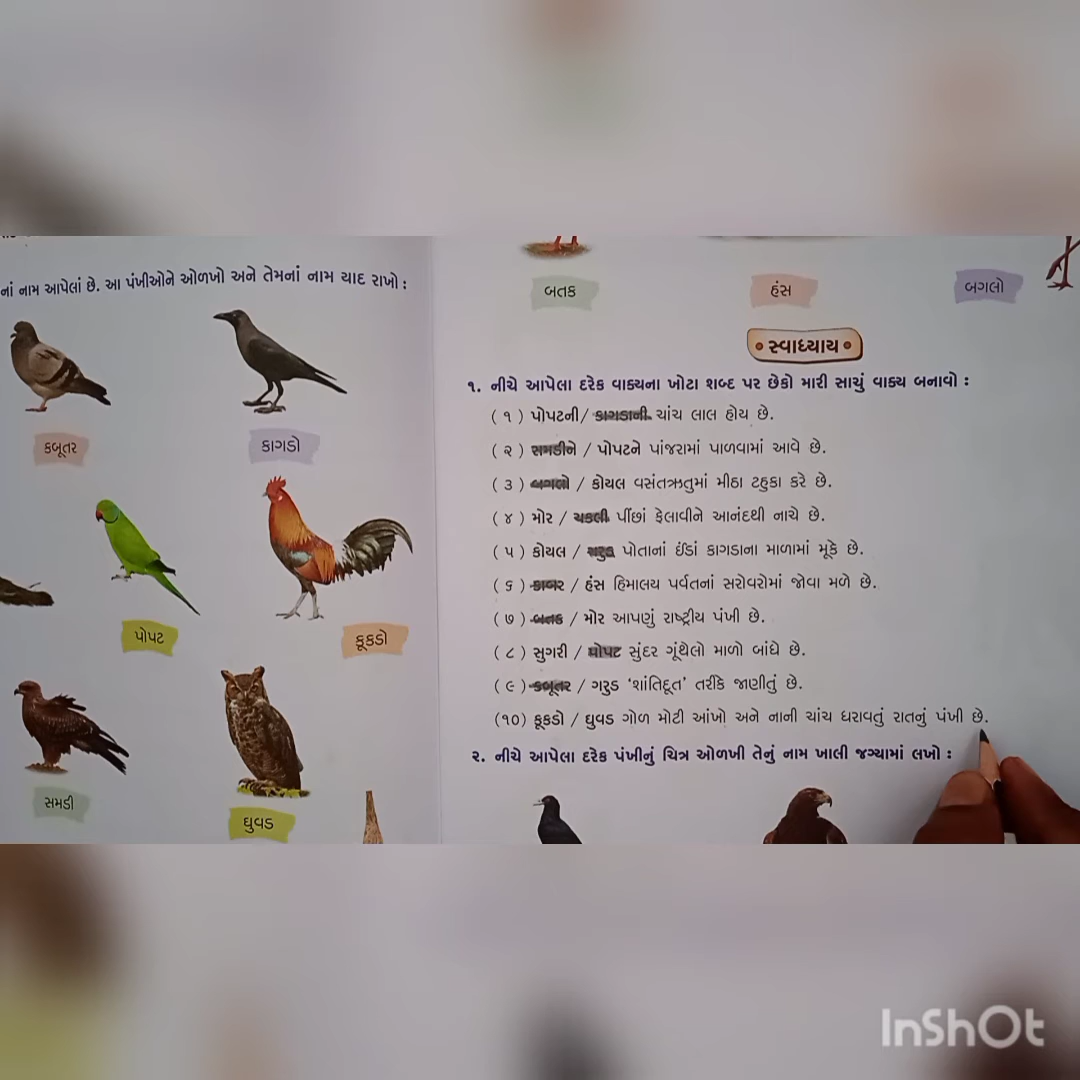 નાં નામ આપેલાં છે. આ પંખીઓને ઓળખો અને તેમનાં નામ યાદ રાખો :
કબૂતર
કાગડો
પોપટ
કૂકડો
સમડી
ઘુવડ
બતક
હંસ
બગલો
સ્વાધ્યાય
૧. નીચે આપેલા દરેક વાક્યના ખોટા શબ્દ પર છેકો મારી સાચું વાક્ય બનાવો :
(૧) પોપટની / કાગડાની ચાંચ લાલ હોય છે.
(૨) સમડીને / પોપટને પાંજરામાં પાળવામાં આવે છે.
(૩) બગલો / કોયલ વસંતઋતુમાં મીઠા ટહુકા કરે છે.
(૪) મોર / ચકલી પીંછાં ફેલાવીને આનંદથી નાચે છે.
(૫) કોયલ / ગરુડ પોતાનાં ઈંડાં કાગડાના માળામાં મૂકે છે.
(૬) કાબર / હંસ હિમાલય પર્વતનાં સરોવરોમાં જોવા મળે છે.
(૭) બતક / મોર આપણું રાષ્ટ્રીય પંખી છે.
(૮) સુગરી / પોપટ સુંદર ગૂંથેલો માળો બાંધે છે.
(૯) કબૂતર / ગરુડ ‘શાંતિદૂત’ તરીકે જાણીતું છે.
(૧૦) કૂકડો / ઘુવડ ગોળ મોટી આંખો અને નાની ચાંચ ધરાવતું રાતનું પંખી છે.
૨. નીચે આપેલા દરેક પંખીનું ચિત્ર ઓળખી તેનું નામ ખાલી જગ્યામાં લખો :
InShOt